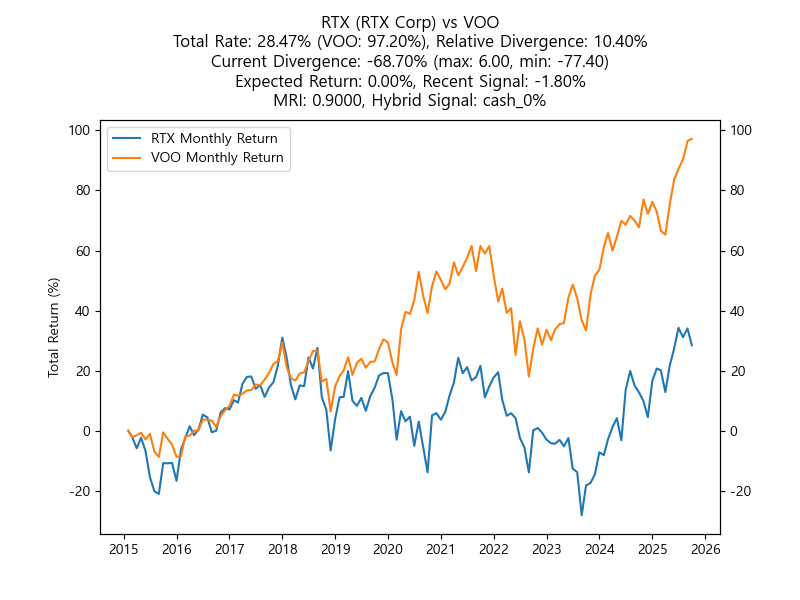 RTX (RTX Corp) vs VOO
Total Rate: 28.47% (VOO: 97.20%), Relative Divergence: 10.40%
Current Divergence: -68.70% (max: 6.00, min: -77.40)
Expected Return: 0.00%, Recent Signal: -1.80%
MRI: 0.9000, Hybrid Signal: cash_0%
RTX Monthly Return
VOO Monthly Return
Total Return (%)
100
80
60
40
20
0
-20
100
80
60
40
20
0
-20
2015 2016 2017 2018 2019 2020 2021 2022 2023 2024 2025 2026